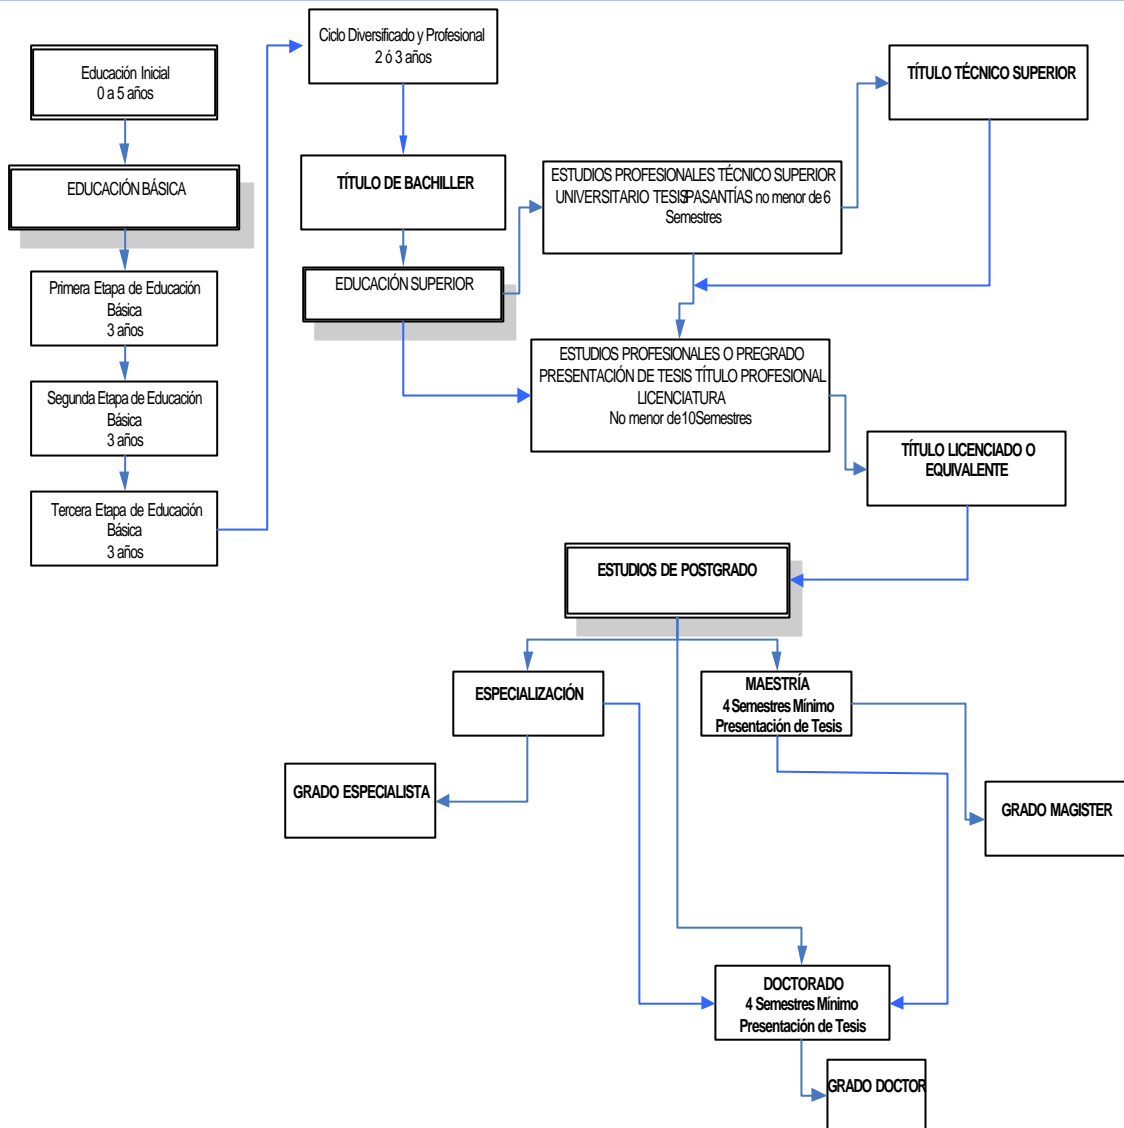 Educación Inicial
0 a 5 años
EDUCACIÓN BÁSICA
Primera Etapa de Educación
Básica
3 años
Segunda Etapa de Educación
Básica
3 años
Tercera Etapa de Educación
Básica
3 años
Ciclo Diversificado y Profesional
2 ó 3 años
TÍTULO DE BACHILLER
EDUCACIÓN SUPERIOR
ESTUDIOS PROFESIONALES TÉCNICO SUPERIOR
UNIVERSITARIO TESIS PASANTÍAS no menor de 6
Semestres
TÍTULO TÉCNICO SUPERIOR
ESTUDIOS PROFESIONALES O PREGRADO
PRESENTACIÓN DE TESIS TÍTULO PROFESIONAL
LICENCIATURA
No menor de 10 Semestres
TÍTULO LICENCIADO O
EQUIVALENTE
ESTUDIOS DE POSTGRADO
ESPECIALIZACIÓN
MAESTRÍA
4 Semestres Mínimo
Presentación de Tesis
GRADO ESPECIALISTA
GRADO MAGISTER
DOCTORADO
4 Semestres Mínimo
Presentación de Tesis
GRADO DOCTOR